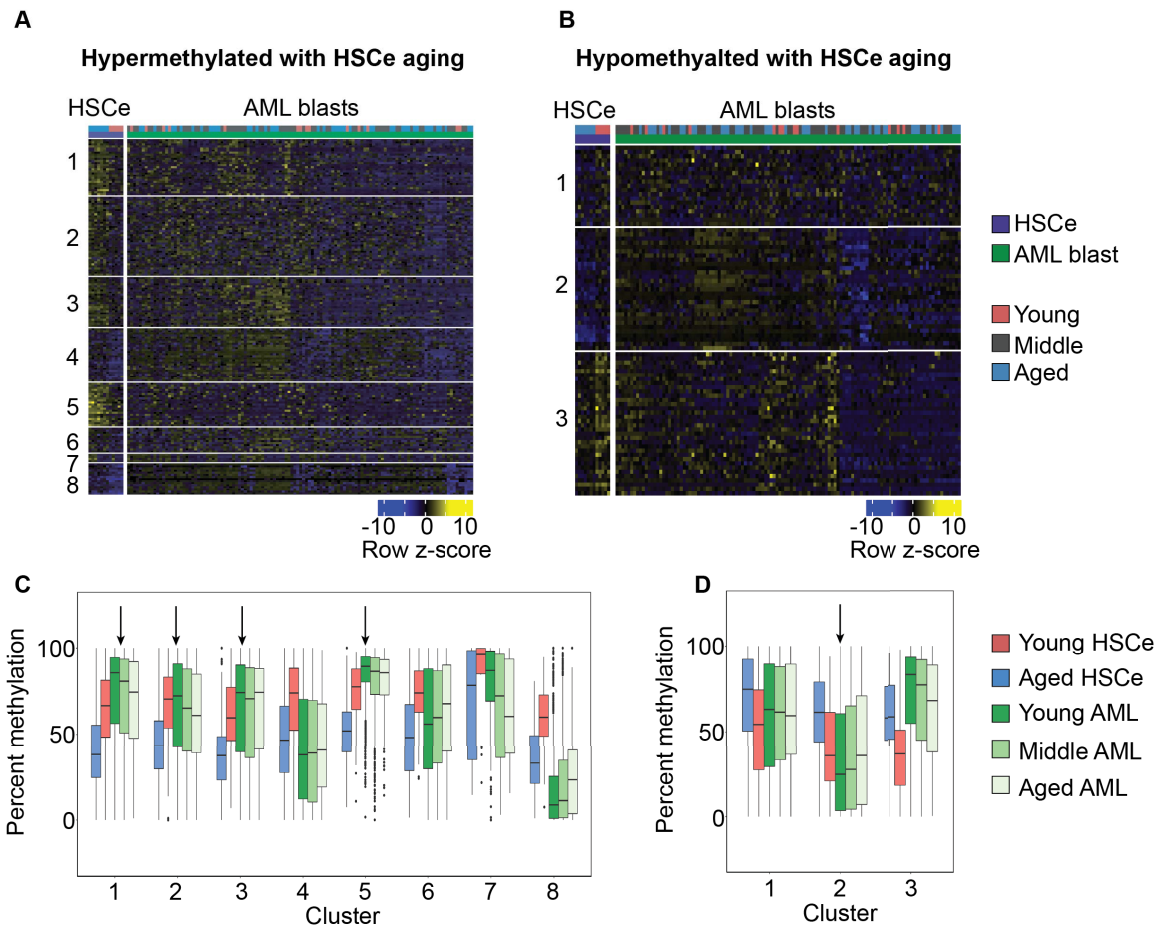 A
B
Hypermethylated with HSCe aging
Hypomethyalted with HSCe aging
HSCe
AML blasts
HSCe
AML blasts
1
2
3
4
5
6
7
8
1
2
3
HSCe
AML blast
Young
Middle
Aged
-10 0 10
Row z-score
-10 0 10
Row z-score
C
D
Percent methylation
100
50
0
1 2 3 4 5 6 7 8
Cluster
Percent methylation
100
50
0
1 2 3
Cluster
Young HSCe
Aged HSCe
Young AML
Middle AML
Aged AML